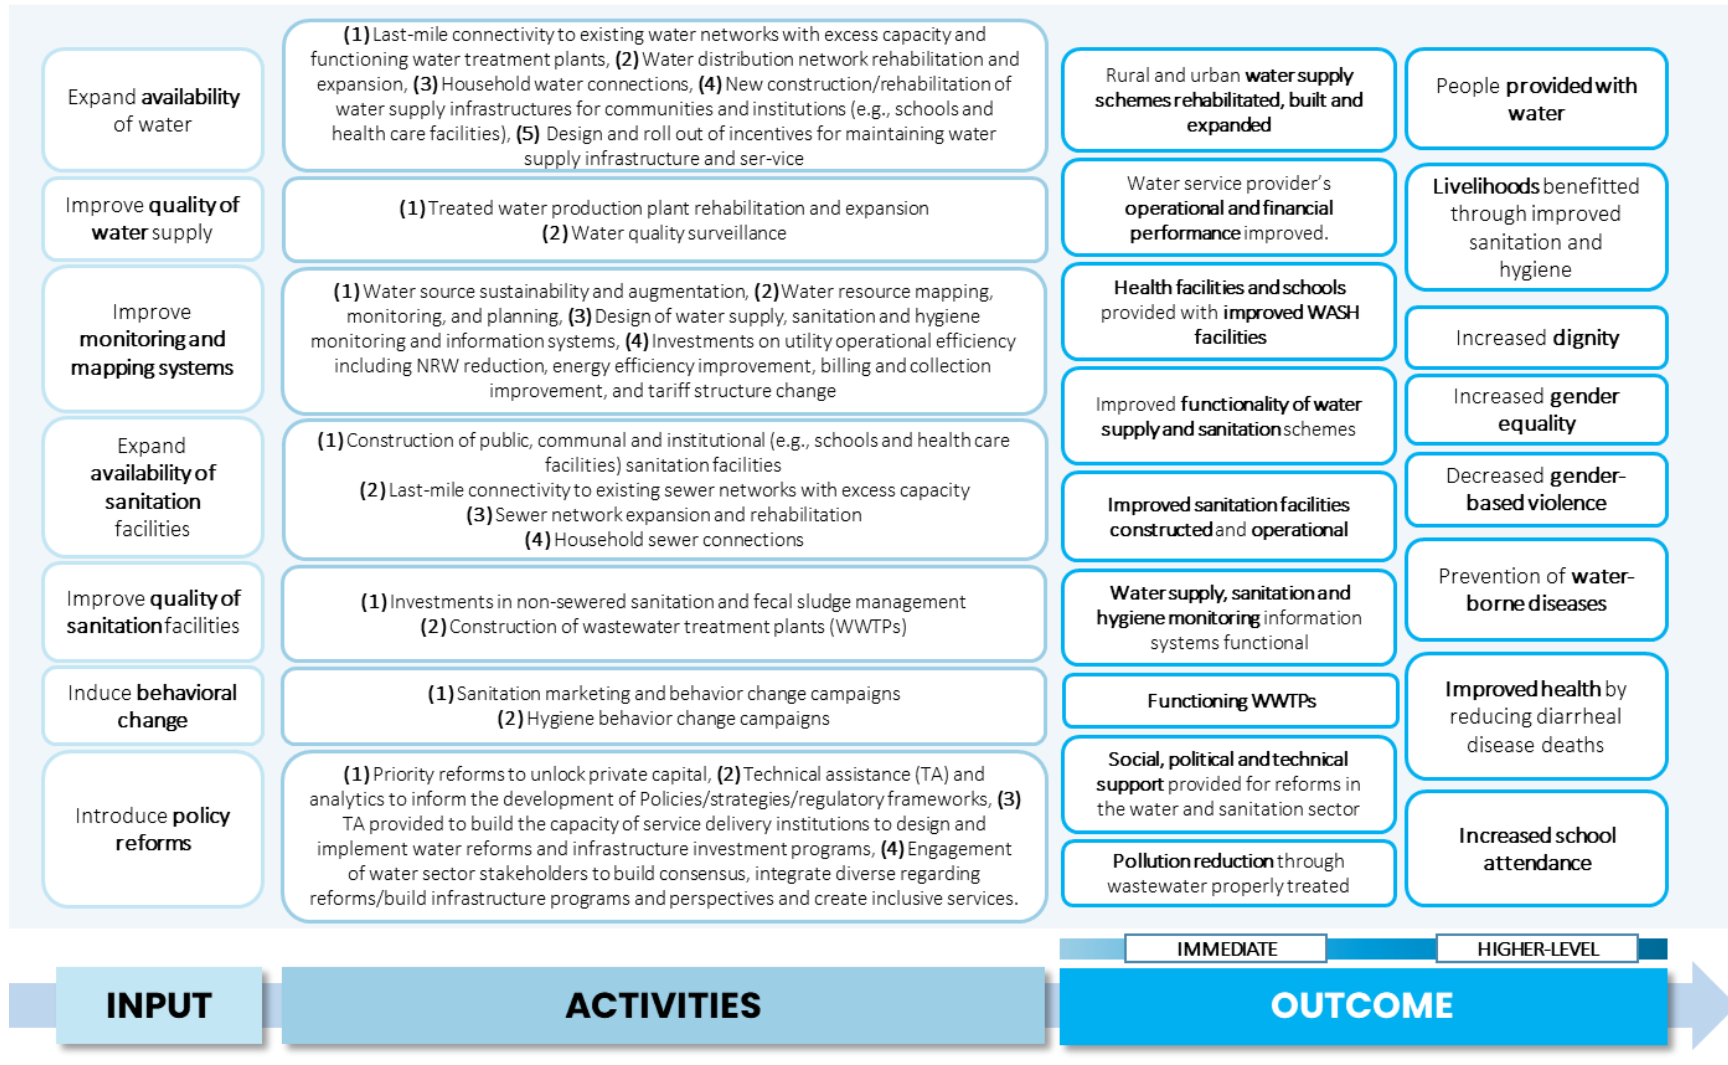 Expand availability
of water
(1) Last-mile connectivity to existing water networks with excess capacity and
functioning water treatment plants, (2) Water distribution network rehabilitation and
expansion, (3) Household water connections, (4) New construction/rehabilitation of
water supply infrastructures for communities and institutions (e.g., schools and
health care facilities), (5) Design and roll out of incentives for maintaining water
supply infrastructure and ser-vice
Improve quality of
water supply
(1) Treated water production plant rehabilitation and expansion
(2) Water quality surveillance
Improve
monitoring and
mapping systems
(1) Water source sustainability and augmentation, (2) Water resource mapping,
monitoring, and planning, (3) Design of water supply, sanitation and hygiene
monitoring and information systems, (4) Investments on utility operational efficiency
including NRW reduction, energy efficiency improvement, billing and collection
improvement, and tariff structure change
Expand
availability of
sanitation
facilities
(1) Construction of public, communal and institutional (e.g., schools and health care
facilities) sanitation facilities
(2) Last-mile connectivity to existing sewer networks with excess capacity
(3) Sewer network expansion and rehabilitation
(4) Household sewer connections
Improve quality of
sanitation facilities
(1) Investments in non-sewered sanitation and fecal sludge management
(2) Construction of wastewater treatment plants (WWTPs)
Induce behavioral
change
(1) Sanitation marketing and behavior change campaigns
(2) Hygiene behavior change campaigns
Introduce policy
reforms
(1) Priority reforms to unlock private capital, (2) Technical assistance (TA) and
analytics to inform the development of Policies/strategies/regulatory frameworks, (3)
TA provided to build the capacity of service delivery institutions to design and
implement water reforms and infrastructure investment programs, (4) Engagement
of water sector stakeholders to build consensus, integrate diverse regarding
reforms/build infrastructure programs and perspectives and create inclusive services.
Rural and urban water supply
schemes rehabilitated, built and
expanded
Water service provider's
operational and financial
performance improved.
Health facilities and schools
provided with improved WASH
facilities
Improved functionality of water
supply and sanitation schemes
Improved sanitation facilities
constructed and operational
Water supply, sanitation and
hygiene monitoring information
systems functional
Functioning WWTPs
Social, political and technical
support provided for reforms in
the water and sanitation sector
Pollution reduction through
wastewater properly treated
People provided with
water
Livelihoods benefitted
through improved
sanitation and
hygiene
Increased dignity
Increased gender
equality
Decreased gender-
based violence
Prevention of water-
borne diseases
Improved health by
reducing diarrheal
disease deaths
Increased school
attendance
IMMEDIATE
HIGHER-LEVEL
INPUT
ACTIVITIES
OUTCOME